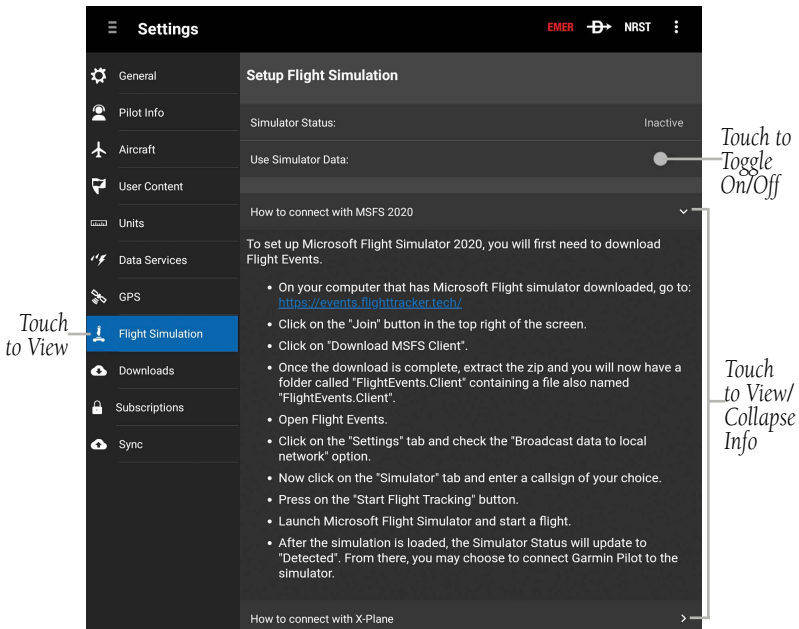 Settings
EMER
D
NRST
General
Pilot Info
Aircraft
User Content
Units
Data Services
GPS
Flight Simulation
Downloads
Subscriptions
Sync
Setup Flight Simulation
Simulator Status:
Inactive
Use Simulator Data:
How to connect with MSFS 2020
To set up Microsoft Flight Simulator 2020, you will first need to download
Flight Events.
• On your computer that has Microsoft Flight simulator downloaded, go to:
https://events.flighttracker.tech/
• Click on the "Join" button in the top right of the screen.
• Click on "Download MSFS Client".
• Once the download is complete, extract the zip and you will now have a
folder called "FlightEvents.Client" containing a file also named
"FlightEvents.Client".
• Open Flight Events.
• Click on the "Settings" tab and check the "Broadcast data to local
network" option.
• Now click on the "Simulator" tab and enter a callsign of your choice.
• Press on the "Start Flight Tracking" button.
• Launch Microsoft Flight Simulator and start a flight.
• After the simulation is loaded, the Simulator Status will update to
"Detected". From there, you may choose to connect Garmin Pilot to the
simulator.
How to connect with X-Plane
Touch
to View
Touch to
Toggle
On/Off
Touch
to View/
Collapse
Info